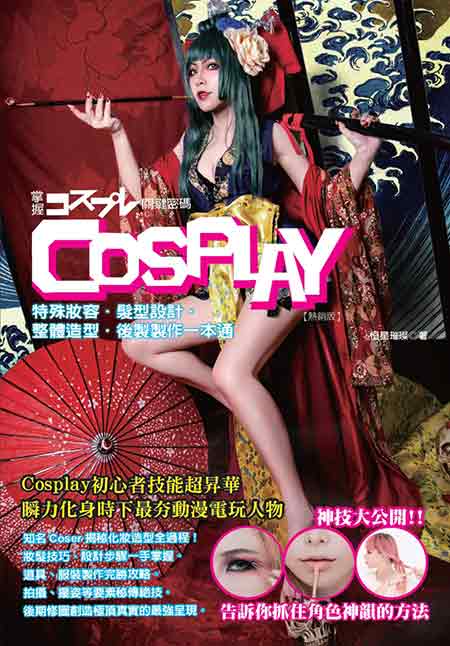 掌握コスプレ關鍵密碼
COSPLAY
特殊妝容・髮型設計・
整體造型・後製製作一本通
【熱銷版】
恒星璀璨◎著
Cosplay初心者技能超昇華
瞬力化身時下最夯動漫電玩人物
知名Coser揭秘化妝造型全過程！
妝髮技巧、設計步驟一手掌握。
道具、服裝製作完勝攻略。
拍攝、擺姿等要素秘傳絕技。
後期修圖創造極頂真實的最強呈現。
神技大公開!!
告訴你抓住角色神韻的方法